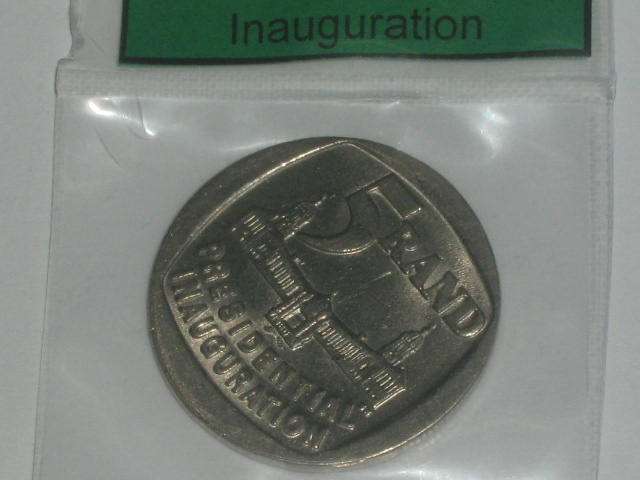 Inauguration
5 RAND
PRESIDENTIAL
INAUGURATION